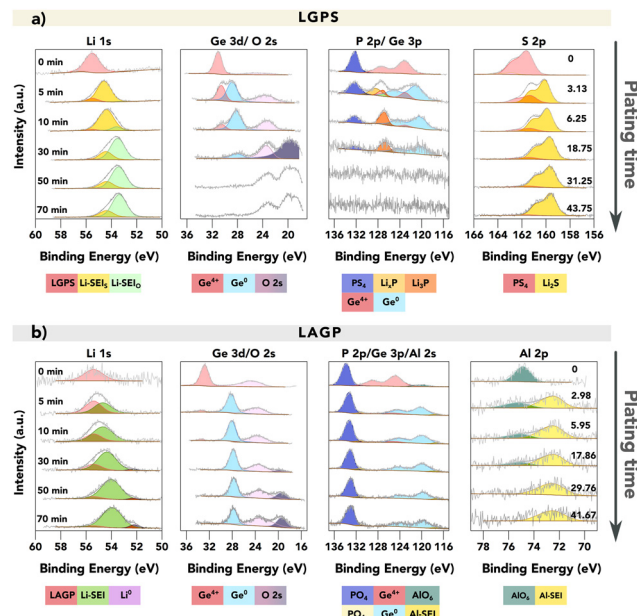 a)
LGPS
Li 1s
Ge 3d/ O 2s
P 2p/ Ge 3p
S 2p
0 min
5 min
10 min
30 min
50 min
70 min
0
3.13
6.25
18.75
31.25
43.75
Intensity (a.u.)
Plating time
60 58 56 54 52 50
36 32 28 24 20
136 132 128 124 120 116
166 164 162 160 158 156
Binding Energy (eV) Binding Energy (eV) Binding Energy (eV) Binding Energy (eV)
LGPS Li-SEIS Li-SEIO
Ge4+ Ge0 O 2s
PS4 LixP Li3P
Ge4+ Ge0
PS4 Li2S
b)
LAGP
Li 1s
Ge 3d/O 2s
P 2p/Ge 3p/Al 2s
Al 2p
0 min
5 min
10 min
30 min
50 min
70 min
0
2.98
5.95
17.86
29.76
41.67
Intensity (a.u.)
Plating time
60 58 56 54 52 50
36 32 28 24 20
136 132 128 124 120 116
78 76 74 72 70
Binding Energy (eV) Binding Energy (eV) Binding Energy (eV) Binding Energy (eV)
LAGP Li-SEI Li0
Ge4+ Ge0 O 2s
PO4 Ge4+ AlO6
Ge0 Al-SEI
AlO6 Al-SEI